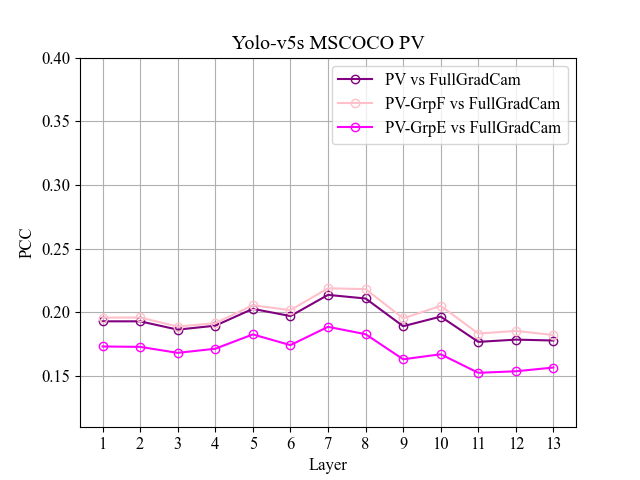 Yolo-v5s MSCOCO PV
PV vs FullGradCam
PV-GrpF vs FullGradCam
PV-GrpE vs FullGradCam
PCC
0.40
0.35
0.30
0.25
0.20
0.15
1 2 3 4 5 6 7 8 9 10 11 12 13
Layer